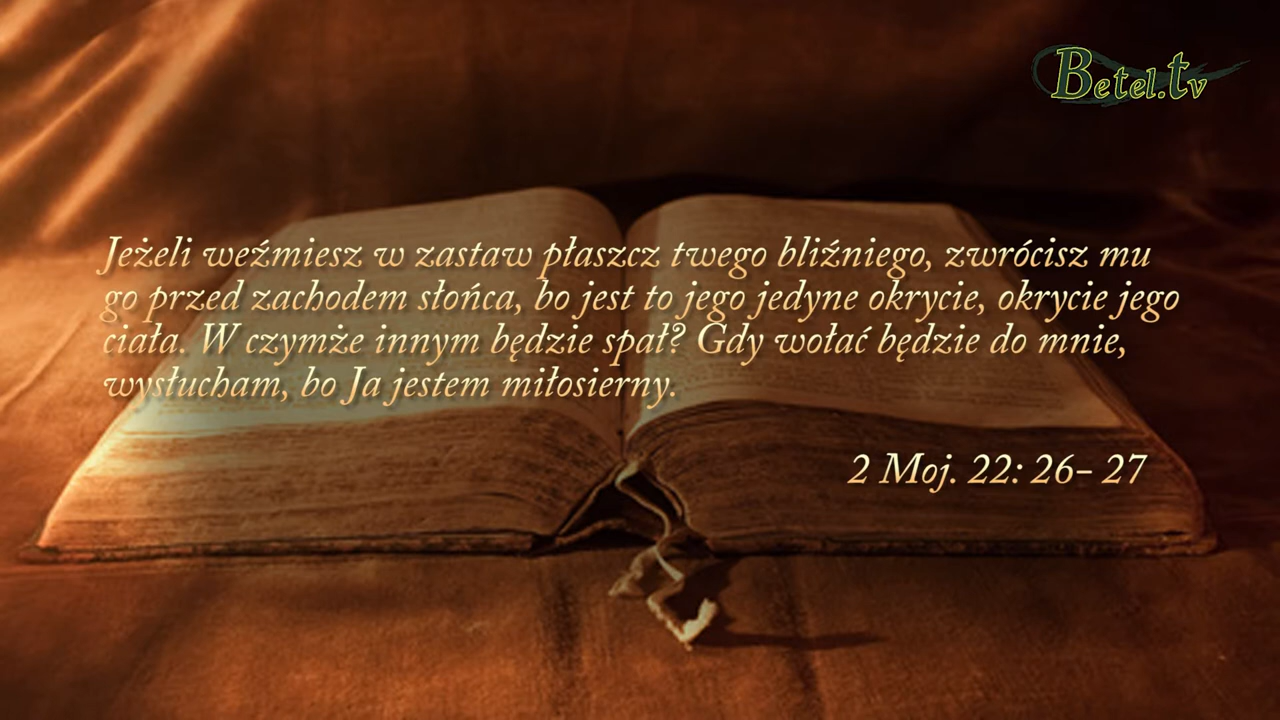 Betel.tv
Jeżeli weźmiesz w zastaw płaszcz twego bliźniego, zwrócisz mu
go przed zachodem słońca, bo jest to jego jedyne okrycie, okrycie jego
ciała. W czymże innym będzie spał? Gdy wołać będzie do mnie,
wysłucham, bo Ja jestem miłosierny.
2 Moj. 22: 26- 27